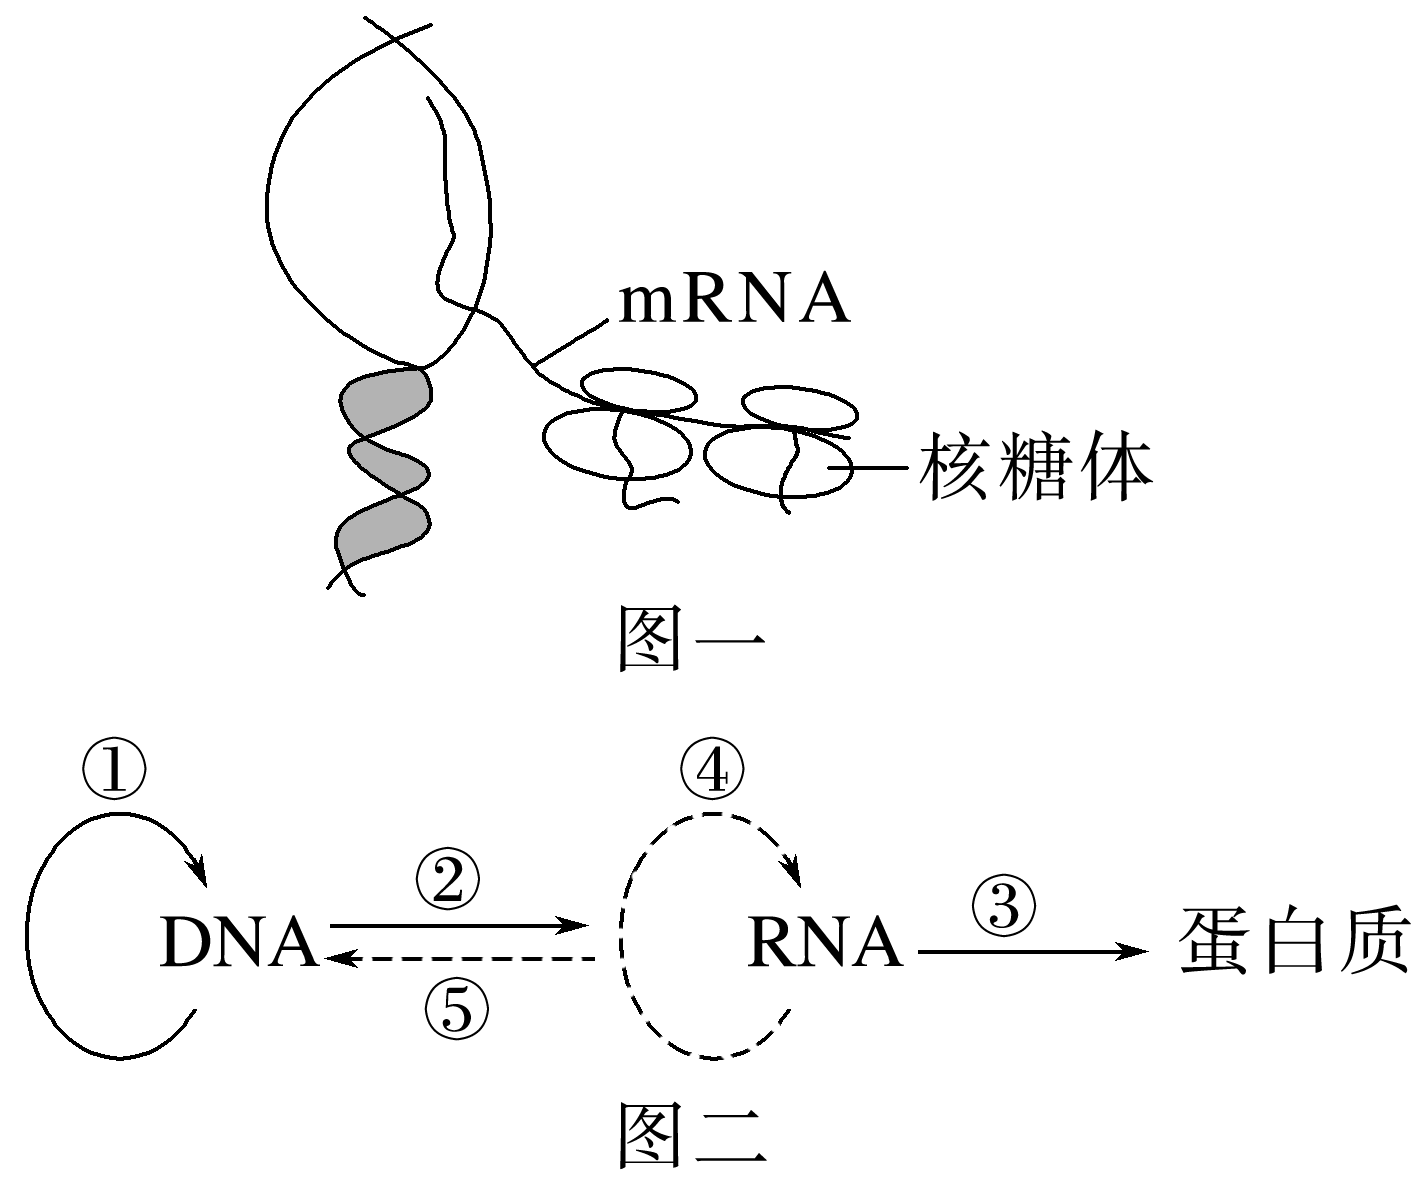 mRNA
核糖体
图一
① ④
② ③
DNA RNA 蛋白质
⑤
图二